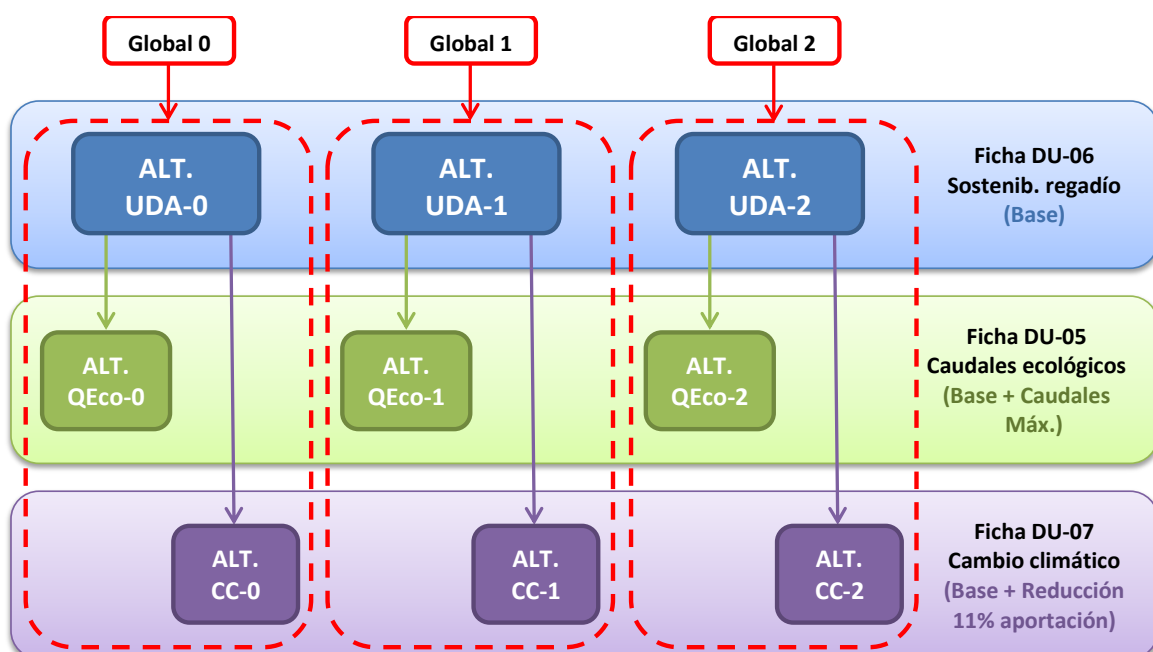 Global 0
Global 1
Global 2
ALT.
UDA-0
ALT.
UDA-1
ALT.
UDA-2
Ficha DU-06
Sostenib. regadío
(Base)
ALT.
QEco-0
ALT.
QEco-1
ALT.
QEco-2
Ficha DU-05
Caudales ecológicos
(Base + Caudales
Máx.)
ALT.
CC-0
ALT.
CC-1
ALT.
CC-2
Ficha DU-07
Cambio climático
(Base + Reducción
11% aportación)